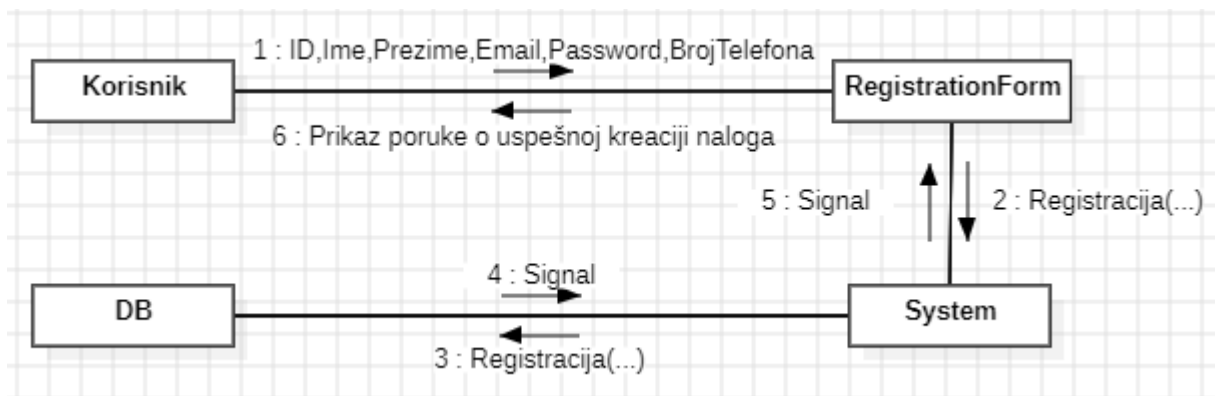 1 : ID,Ime,Prezime,Email,Password,BrojTelefona
Korisnik
RegistrationForm
6 : Prikaz poruke o uspešnoj kreaciji naloga
5 : Signal
2 : Registracija(...)
4 : Signal
DB
System
3 : Registracija(...)